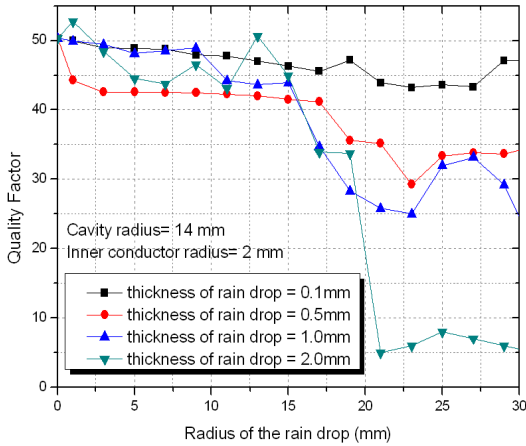 50
40
30
20
10
0
Quality Factor
Cavity radius= 14 mm
Inner conductor radius= 2 mm
thickness of rain drop = 0.1mm
thickness of rain drop = 0.5mm
thickness of rain drop = 1.0mm
thickness of rain drop = 2.0mm
0 5 10 15 20 25 30
Radius of the rain drop (mm)